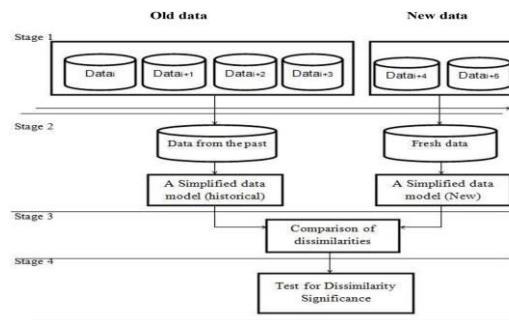 Old data New data
Stage 1
Datai Datai+1 Datai+2 Datai+3 Datai+4 Datai+5
Stage 2
Data from the past Fresh data
A Simplified data
model (historical)
A Simplified data
model (New)
Stage 3
Comparison of
dissimilarities
Stage 4
Test for Dissimilarity
Significance